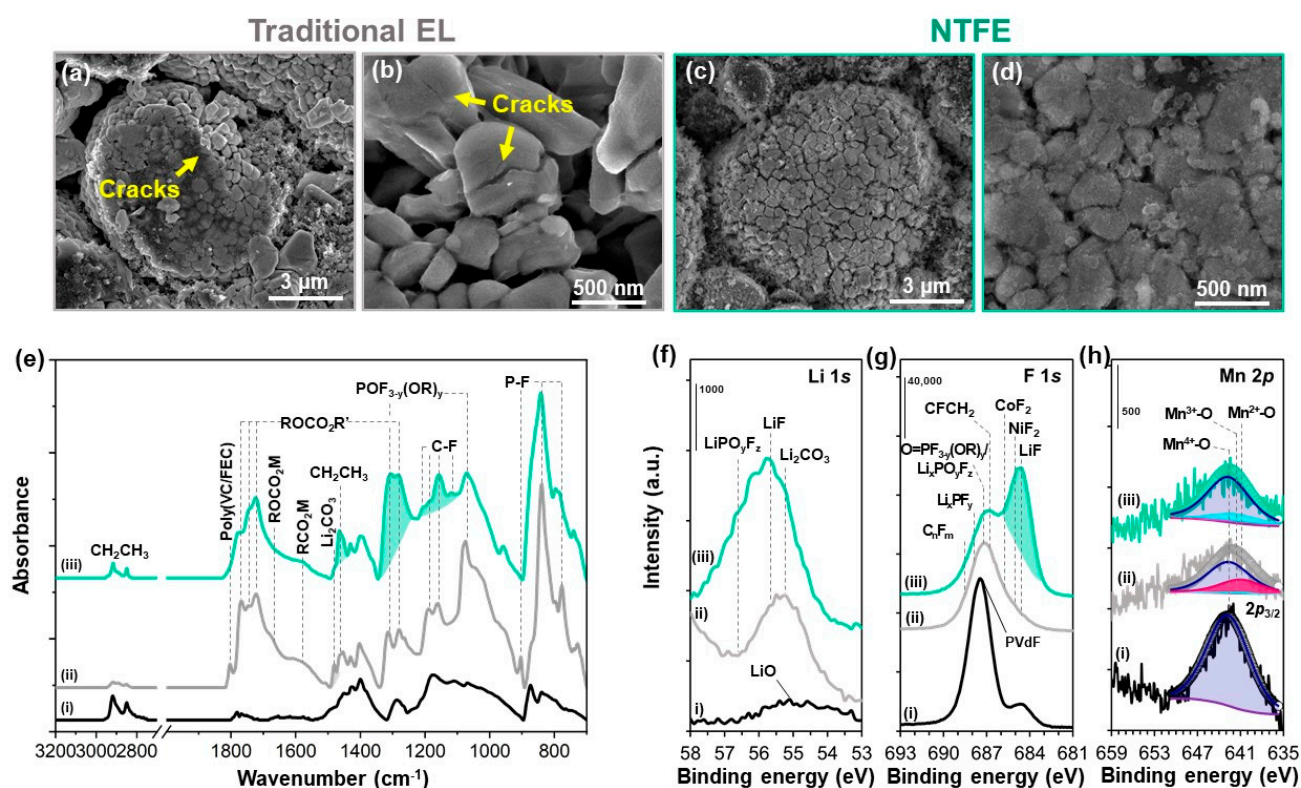 Traditional EL
NTFE
(a)
Cracks
3 μm
(b)
Cracks
500 nm
(c)
3 μm
(d)
500 nm
(e)
Absorbance
CH₂CH₃
Poly(VC/FEC)
ROCO₂R'
ROCO₂M
RCO₂M
Li₂CO₃
CH₂CH₃
POF₃₋ᵧ(OR)ᵧ
C-F
P-F
(iii)
(ii)
(i)
3200 3000 2800 1800 1600 1400 1200 1000 800
Wavenumber (cm⁻¹)
(f)
Li 1s
1000
Intensity (a.u.)
LiPOyFz
LiF
Li₂CO₃
(iii)
ii)
LiO
(i)
58 57 56 55 54 53
Binding energy (eV)
(g)
F 1s
40,000
CFCH₂
CoF₂
NiF₂
LiF
O=PF₃₋y(OR)y/
LixPOyFz
LixPFy
CnFm
(iii)
(ii)
PVdF
(i)
693 690 687 684 681
Binding energy (eV)
(h)
Mn 2p
500
Mn³⁺-O
Mn²⁺-O
Mn⁴⁺-O
(iii)
(ii)
2p₃/₂
(i)
659 653 647 641 635
Binding energy (eV)